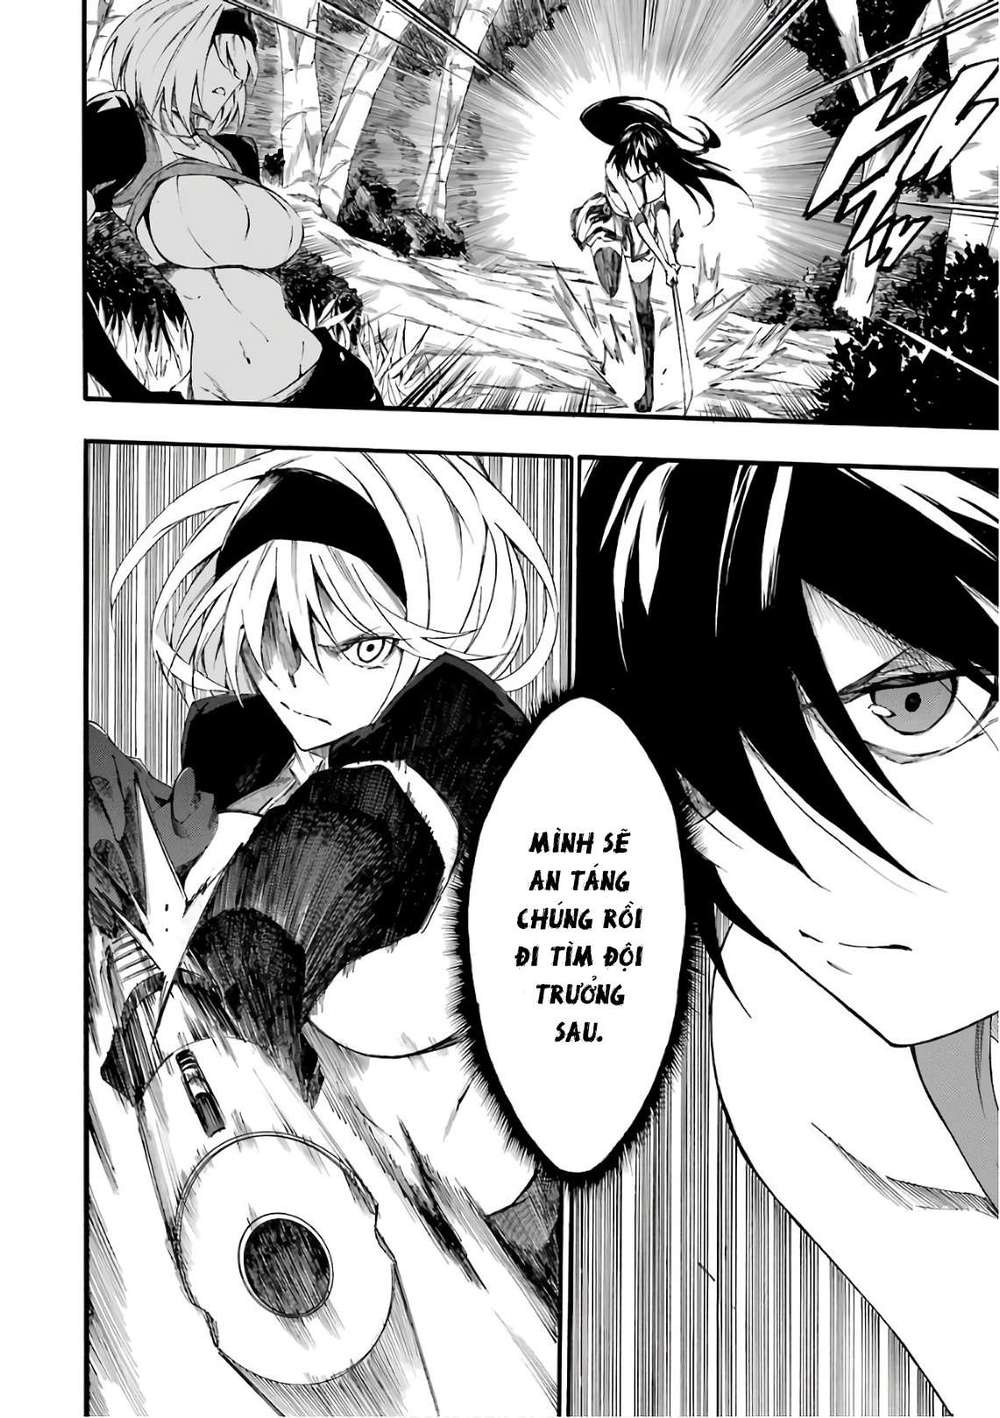 MÌNH SẼ
AN TÁNG
CHÚNG RỒI
ĐI TÌM ĐỘI
TRƯỞNG
SAU.